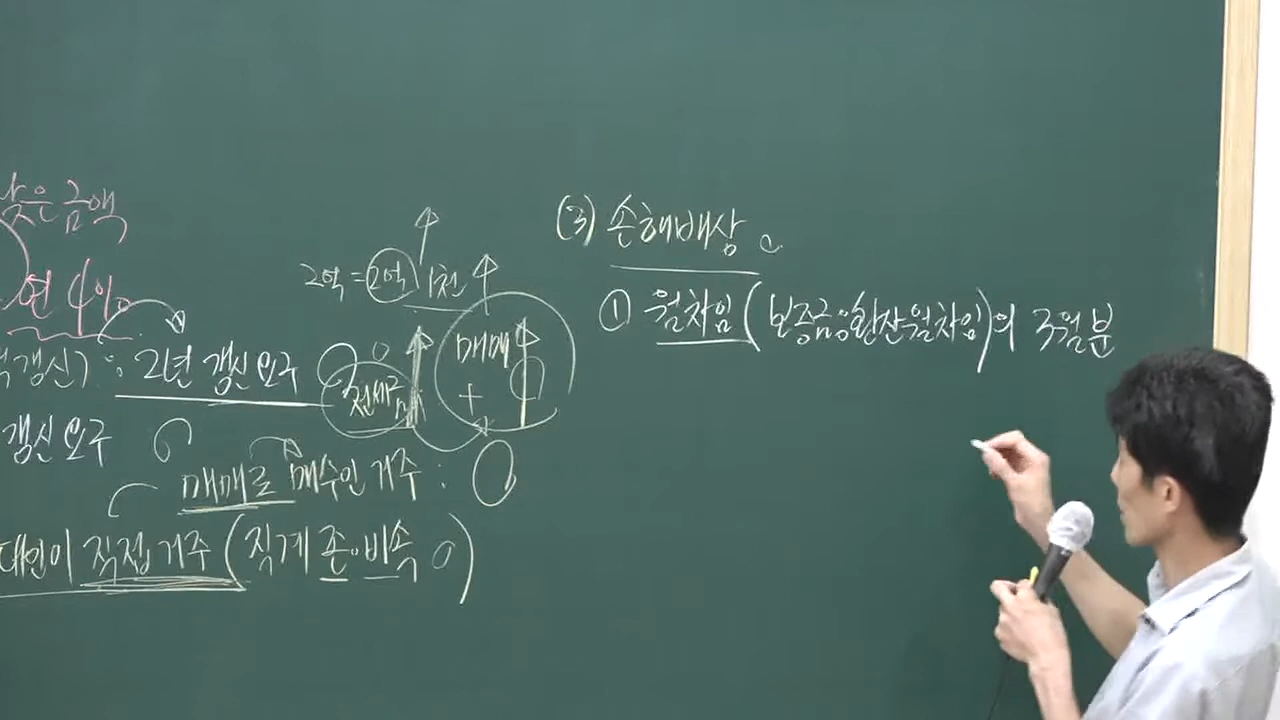 낮은 금액
연 4%
갱신) : 2년 갱신 요구
갱신 요구
매매로 매수인 거주 :
대인이 직접 거주 (직계 존·비속 O)
2억 = 2억 1천
전세
매매
+
(3) 손해배상
① 월차임 (보증금은 환산월차임)의 3월분